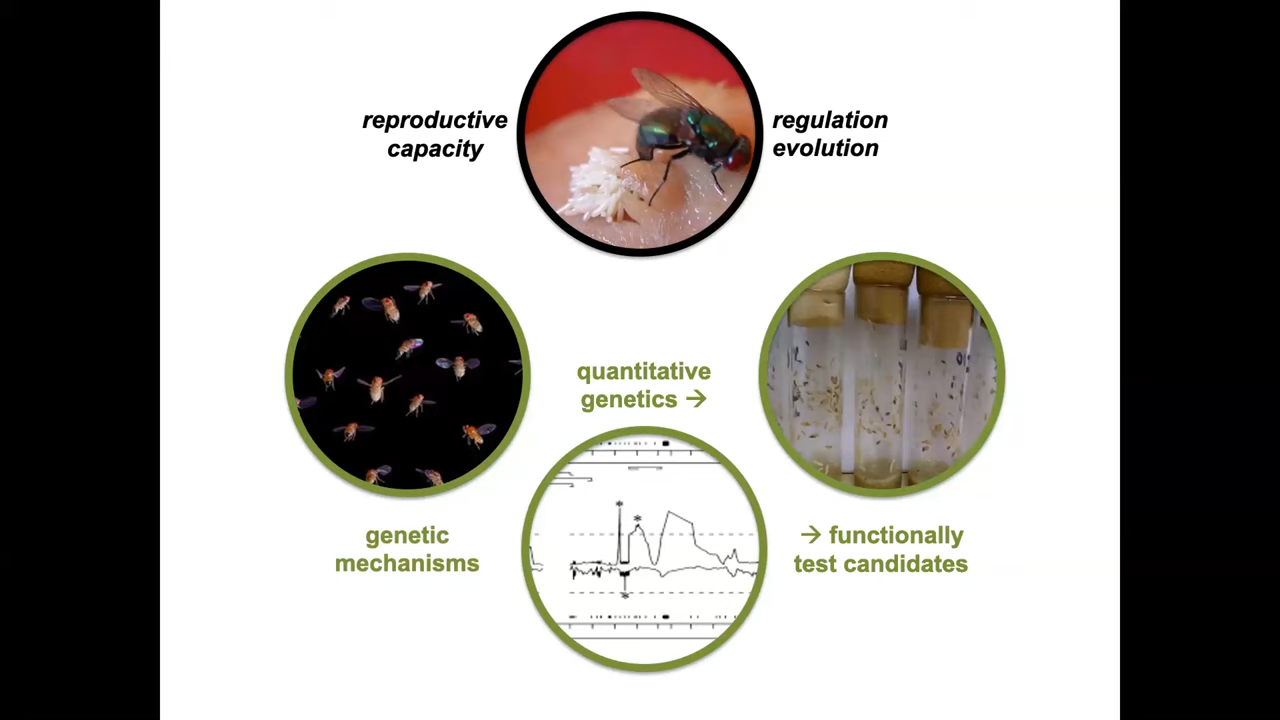 reproductive
capacity
regulation
evolution
quantitative
genetics →
genetic
mechanisms
→ functionally
test candidates